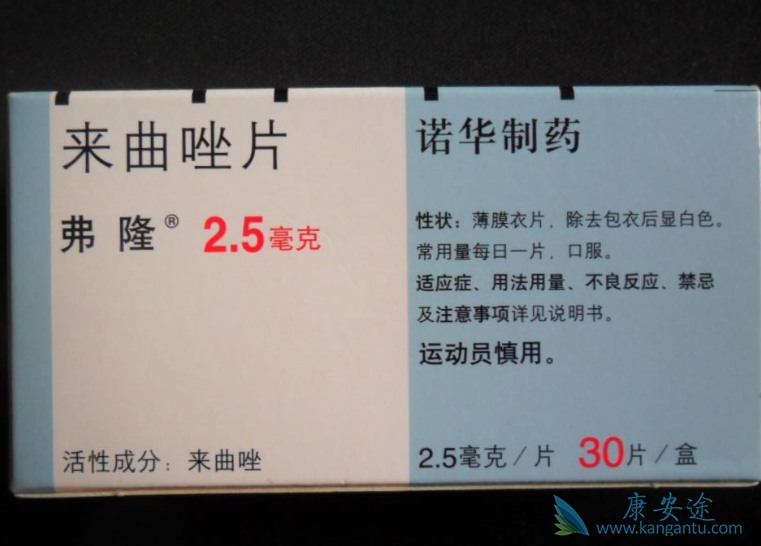 来曲唑片
弗隆® 2.5毫克
活性成分：来曲唑
诺华制药
性状：薄膜衣片，除去包衣后显白色。
常用量每日一片，口服。
适应症、用法用量、不良反应、禁忌
及注意事项详见说明书。
运动员慎用。
2.5毫克/片 30片/盒
康安途
www.kangantu.com